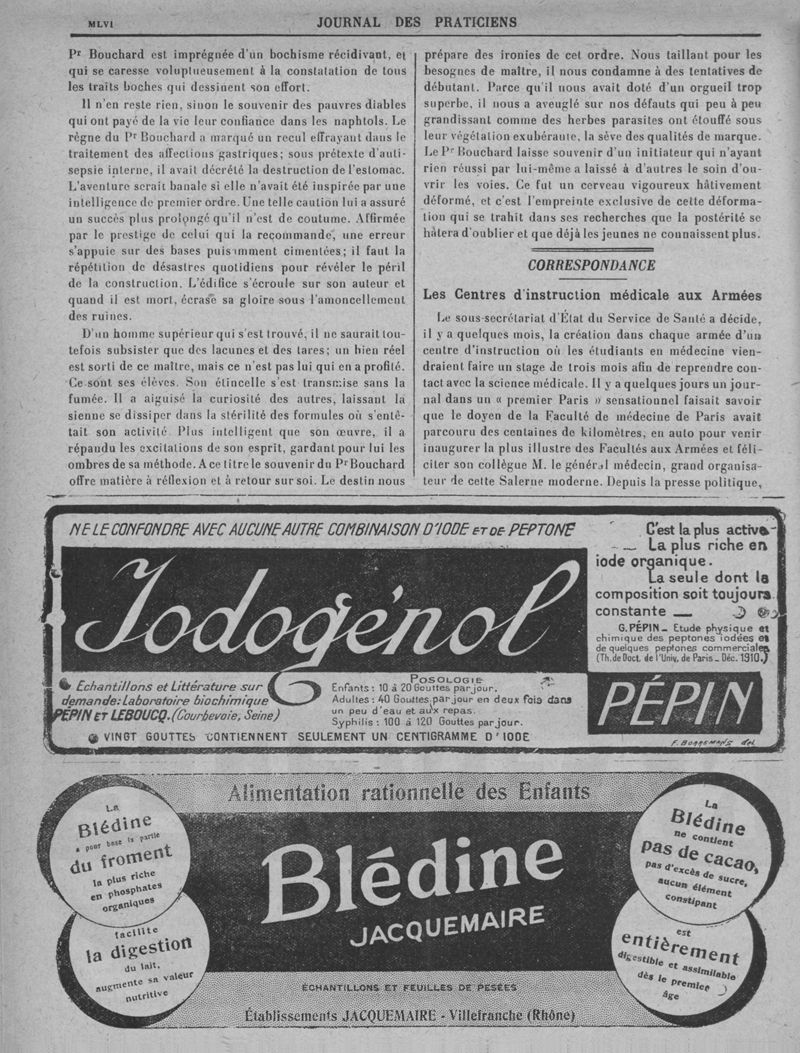 MLVI
JOURNAL DES PRATICIENS
Pr Bouchard est imprégnée d'un bochisme récidivant, et
qui se caresse voluptueusement à la constatation de tous
les traits boches qui dessinent son effort.
Il n'en reste rien, sinon le souvenir des pauvres diables
qui ont payé de la vie leur confiance dans les naphtols. Le
règne du Pr Bouchard a marqué un recul effrayant dans le
traitement des affections gastriques; sous prétexte d'anti-
sepsie interne, il avait décrété la destruction de l'estomac.
L'aventure serait banale si elle n'avait été inspirée par une
intelligence de premier ordre. Une telle caution lui a assuré
un succès plus prolongé qu'il n'est de coutume. Affirmée
par le prestige de celui qui la recommande, une erreur
s'appuie sur des bases puissamment cimentées; il faut la
répétition de désastres quotidiens pour révéler le péril
de la construction. L'édifice s'écroule sur son auteur et
quand il est mort, écrase sa gloire sous l'amoncellement
des ruines.
D'un homme supérieur qui s'est trouvé, il ne saurait tou-
tefois subsister que des lacunes et des tares; un bien réel
est sorti de ce maître, mais ce n'est pas lui qui en a profité.
Ce sont ses élèves. Son étincelle s'est transmise sans la
fumée. Il a aiguisé la curiosité des autres, laissant la
sienne se dissiper dans la stérilité des formules où s'entê-
tait son activité. Plus intelligent que son œuvre, il a
répandu les excitations de son esprit, gardant pour lui les
ombres de sa méthode. A ce titre le souvenir du Pr Bouchard
offre matière à réflexion et à retour sur soi. Le destin nous
prépare des ironies de cet ordre. Nous taillant pour les
besognes de maître, il nous condamne à des tentatives de
débutant. Parce qu'il nous avait doté d'un orgueil trop
superbe, il nous a aveuglé sur nos défauts qui peu à peu
grandissant comme des herbes parasites ont étouffé sous
leur végétation exubérante, la sève des qualités de marque.
Le Pr Bouchard laisse souvenir d'un initiateur qui n'ayant
rien réussi par lui-même a laissé à d'autres le soin d'ou-
vrir les voies. Ce fut un cerveau vigoureux hâtivement
déformé, et c'est l'empreinte exclusive de cette déforma-
tion qui se trahit dans ses recherches que la postérité se
hâtera d'oublier et que déjà les jeunes ne connaissent plus.
CORRESPONDANCE
Les Centres d'instruction médicale aux Armées
Le sous-secrétariat d'État du Service de Santé a décidé,
il y a quelques mois, la création dans chaque armée d'un
centre d'instruction où les étudiants en médecine vien-
draient faire un stage de trois mois afin de reprendre con-
tact avec la science médicale. Il y a quelques jours un jour-
nal dans un « premier Paris » sensationnel faisait savoir
que le doyen de la Faculté de médecine de Paris avait
parcouru des centaines de kilomètres, en auto pour venir
inaugurer la plus illustre des Facultés aux Armées et féli-
citer son collègue M. le général médecin, grand organisa-
teur de cette Salerne moderne. Depuis la presse politique,
NE LE CONFONDRE AVEC AUCUNE AUTRE COMBINAISON D'IODE ET DE PEPTONE
Iodogénol
C'est la plus active
La plus riche en
iode organique.
La seule dont la
composition soit toujours
constante
G. PÉPIN_ Etude physique et
chimique des peptones iodées et
de quelques peptones commerciales
(Th. de Doct. de l'Univ. de Paris_ Déc. 1910.)
PÉPIN
Echantillons et Littérature sur
demande: Laboratoire biochimique
PÉPIN ET LEBOUCQ. (Courbevoie, Seine)
POSOLOGIE
Enfants: 10 à 20 Gouttes par jour.
Adultes: 40 Gouttes par jour en deux fois dans
un peu d'eau et aux repas.
Syphilis: 100 à 120 Gouttes par jour.
VINGT GOUTTES CONTIENNENT SEULEMENT UN CENTIGRAMME D'IODE
Alimentation rationnelle des Enfants
La
Blédine
a pour base la partie
du froment
la plus riche
en phosphates
organiques
facilite
la digestion
du lait,
augmente sa valeur
nutritive
Blédine
JACQUEMAIRE
La
Blédine
ne contient
pas de cacao,
pas d'excès de sucre,
aucun élément
constipant
est
entièrement
digestible et assimilable
dès le premier
âge
ÉCHANTILLONS ET FEUILLES DE PESÉES
Établissements JACQUEMAIRE - Villefranche (Rhône)